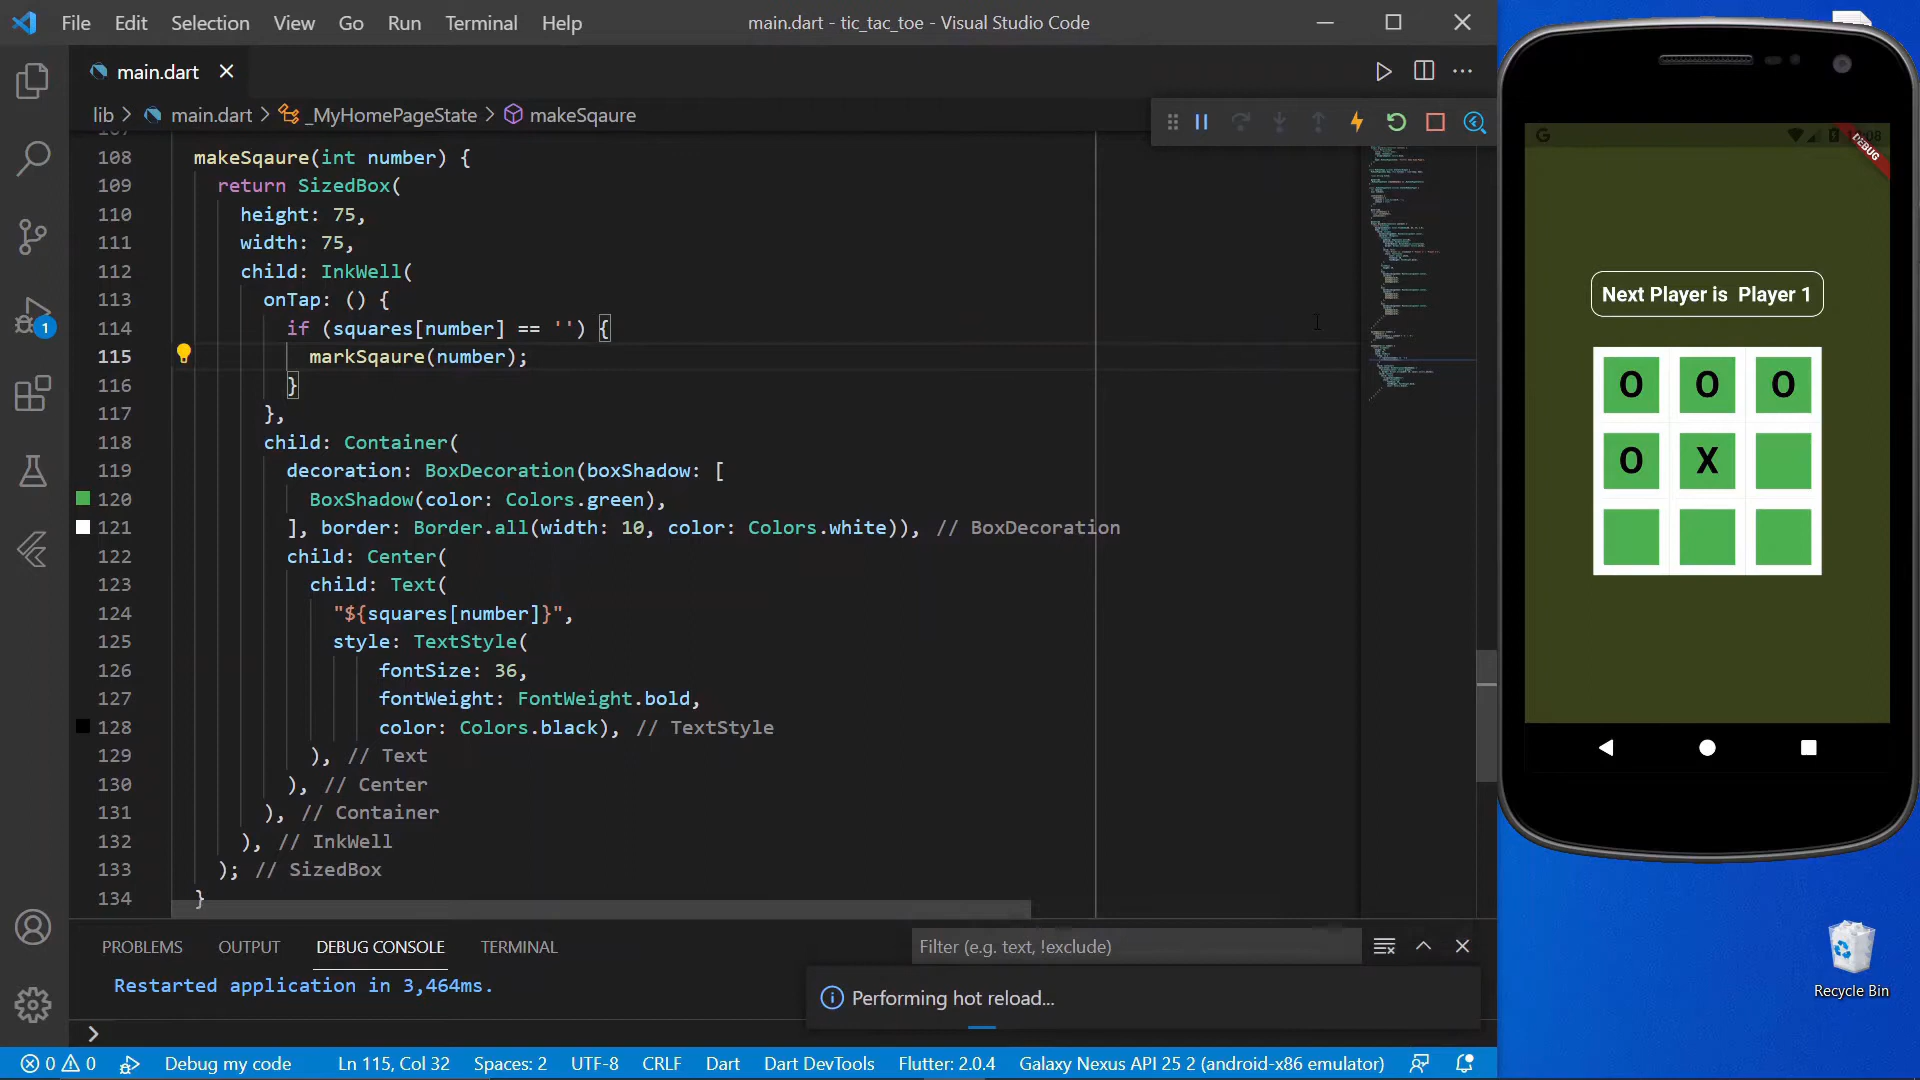 File Edit Selection View Go Run Terminal Help
main.dart - tic_tac_toe - Visual Studio Code
main.dart
lib > main.dart > _MyHomePageState > makeSqaure
108 makeSqaure(int number) {
109 return SizedBox(
110 height: 75,
111 width: 75,
112 child: InkWell(
113 onTap: () {
114 if (squares[number] == '') {
115 markSqaure(number);
116 }
117 },
118 child: Container(
119 decoration: BoxDecoration(boxShadow: [
120 BoxShadow(color: Colors.green),
121 ], border: Border.all(width: 10, color: Colors.white)), // BoxDecoration
122 child: Center(
123 child: Text(
124 "${squares[number]}",
125 style: TextStyle(
126 fontSize: 36,
127 fontWeight: FontWeight.bold,
128 color: Colors.black), // TextStyle
129 ), // Text
130 ), // Center
131 ), // Container
132 ), // InkWell
133 ); // SizedBox
134 }
PROBLEMS OUTPUT DEBUG CONSOLE TERMINAL
Filter (e.g. text, !exclude)
Restarted application in 3,464ms.
Performing hot reload...
0 0 Debug my code Ln 115, Col 32 Spaces: 2 UTF-8 CRLF Dart Dart DevTools Flutter: 2.0.4 Galaxy Nexus API 25 2 (android-x86 emulator)
1
G
DEBUG
Next Player is Player 1
O O O
O X
Recycle Bin